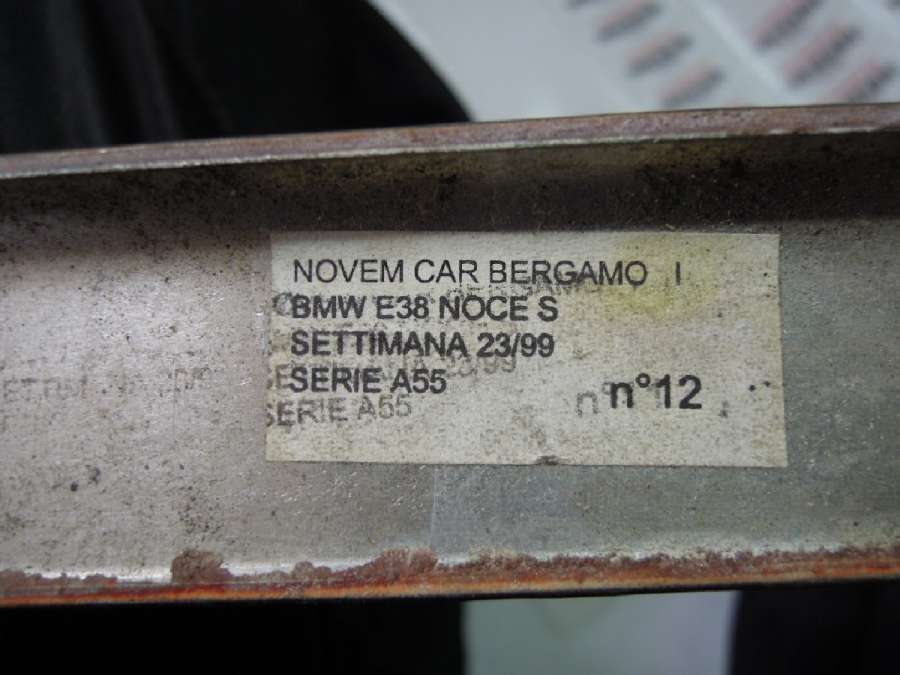 NOVEM CAR BERGAMO I
BMW E38 NOCE S
SETTIMANA 23/99
SERIE A55
n°12
SERIE A55